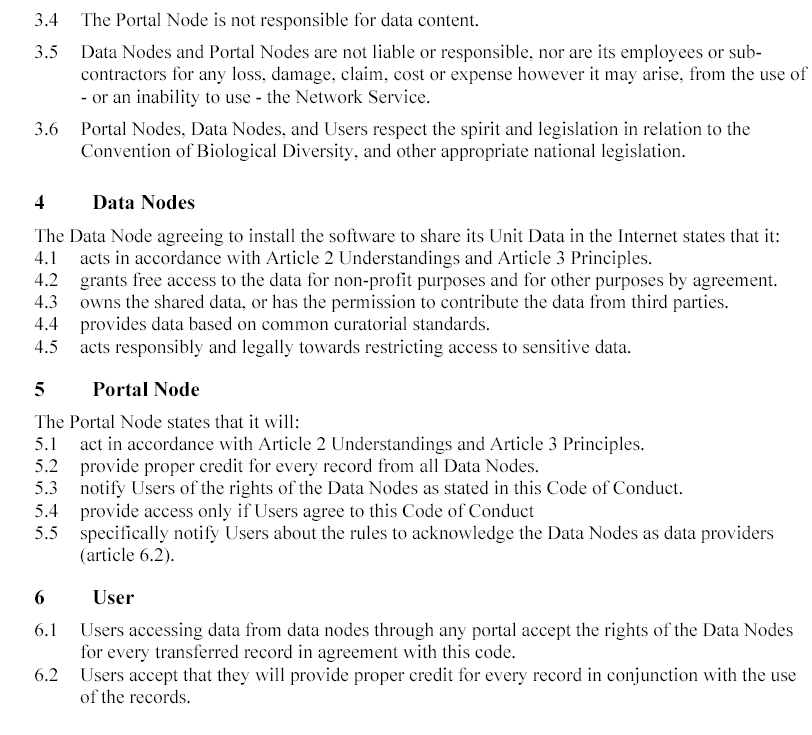 3.4 The Portal Node is not responsible for data content.
3.5 Data Nodes and Portal Nodes are not liable or responsible, nor are its employees or sub-
contractors for any loss, damage, claim, cost or expense however it may arise, from the use of
- or an inability to use - the Network Service.
3.6 Portal Nodes, Data Nodes, and Users respect the spirit and legislation in relation to the
Convention of Biological Diversity, and other appropriate national legislation.
4 Data Nodes
The Data Node agreeing to install the software to share its Unit Data in the Internet states that it:
4.1 acts in accordance with Article 2 Understandings and Article 3 Principles.
4.2 grants free access to the data for non-profit purposes and for other purposes by agreement.
4.3 owns the shared data, or has the permission to contribute the data from third parties.
4.4 provides data based on common curatorial standards.
4.5 acts responsibly and legally towards restricting access to sensitive data.
5 Portal Node
The Portal Node states that it will:
5.1 act in accordance with Article 2 Understandings and Article 3 Principles.
5.2 provide proper credit for every record from all Data Nodes.
5.3 notify Users of the rights of the Data Nodes as stated in this Code of Conduct.
5.4 provide access only if Users agree to this Code of Conduct
5.5 specifically notify Users about the rules to acknowledge the Data Nodes as data providers
(article 6.2).
6 User
6.1 Users accessing data from data nodes through any portal accept the rights of the Data Nodes
for every transferred record in agreement with this code.
6.2 Users accept that they will provide proper credit for every record in conjunction with the use
of the records.